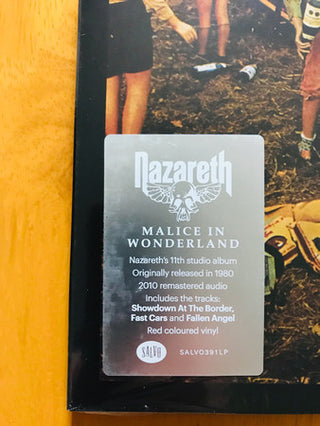 Nazareth
MALICE IN
WONDERLAND
Nazareth's 11th studio album
Originally released in 1980
2010 remastered audio
Includes the tracks:
Showdown At The Border,
Fast Cars and Fallen Angel
Red coloured vinyl
SALVO SALVO391LP